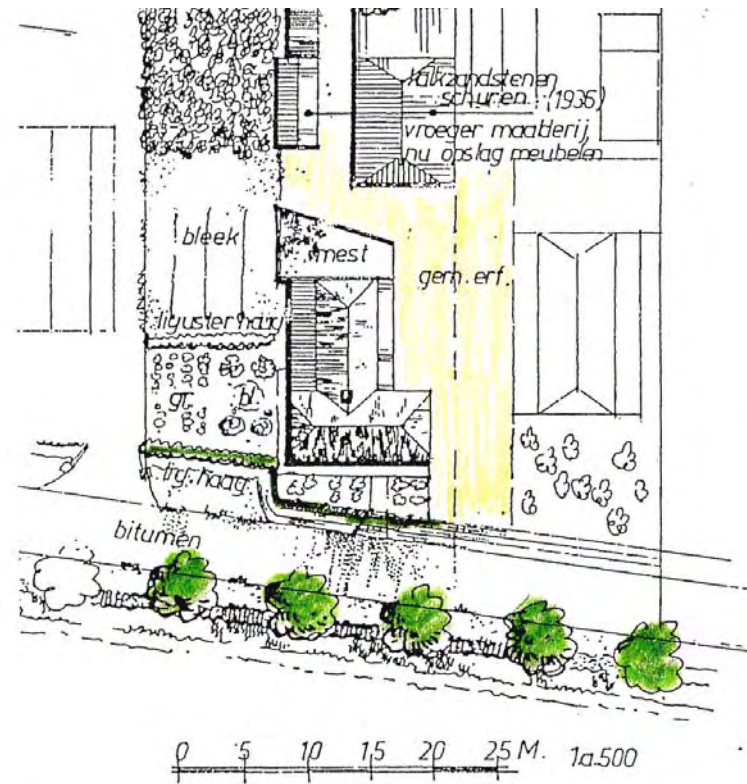 kalkzandstenen
schuren (1936)
vroeger maalderij
nu opslag meubelen
bleek
mest
gem. erf.
liguster haag
gr. bl.
lig. haag
bitumen
0 5 10 15 20 25 M. 1a.500